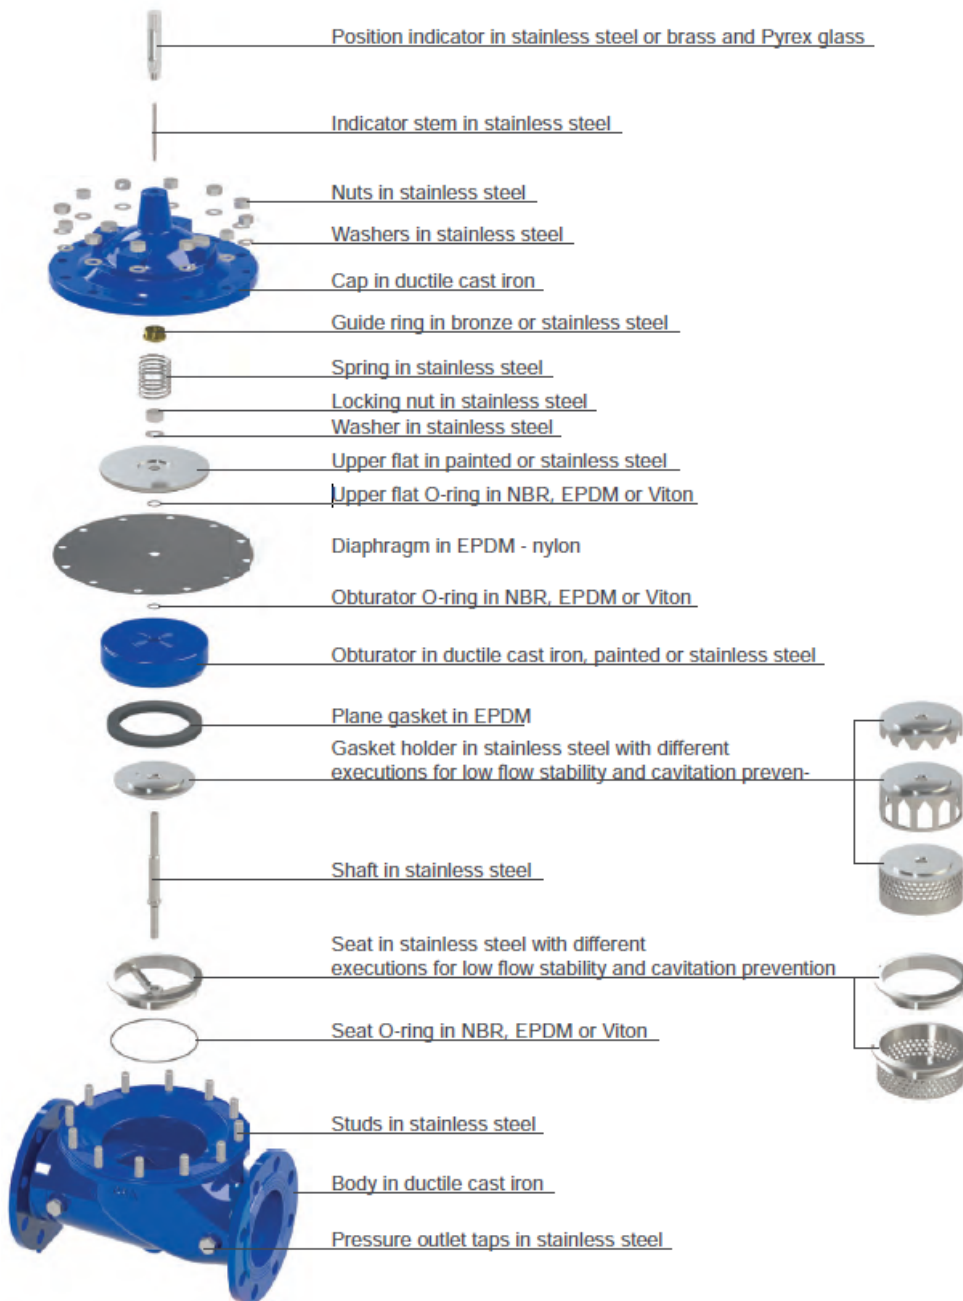 Position indicator in stainless steel or brass and Pyrex glass
Indicator stem in stainless steel
Nuts in stainless steel
Washers in stainless steel
Cap in ductile cast iron
Guide ring in bronze or stainless steel
Spring in stainless steel
Locking nut in stainless steel
Washer in stainless steel
Upper flat in painted or stainless steel
Upper flat O-ring in NBR, EPDM or Viton
Diaphragm in EPDM - nylon
Obturator O-ring in NBR, EPDM or Viton
Obturator in ductile cast iron, painted or stainless steel
Plane gasket in EPDM
Gasket holder in stainless steel with different
executions for low flow stability and cavitation preven-
Shaft in stainless steel
Seat in stainless steel with different
executions for low flow stability and cavitation prevention
Seat O-ring in NBR, EPDM or Viton
Studs in stainless steel
Body in ductile cast iron
Pressure outlet taps in stainless steel